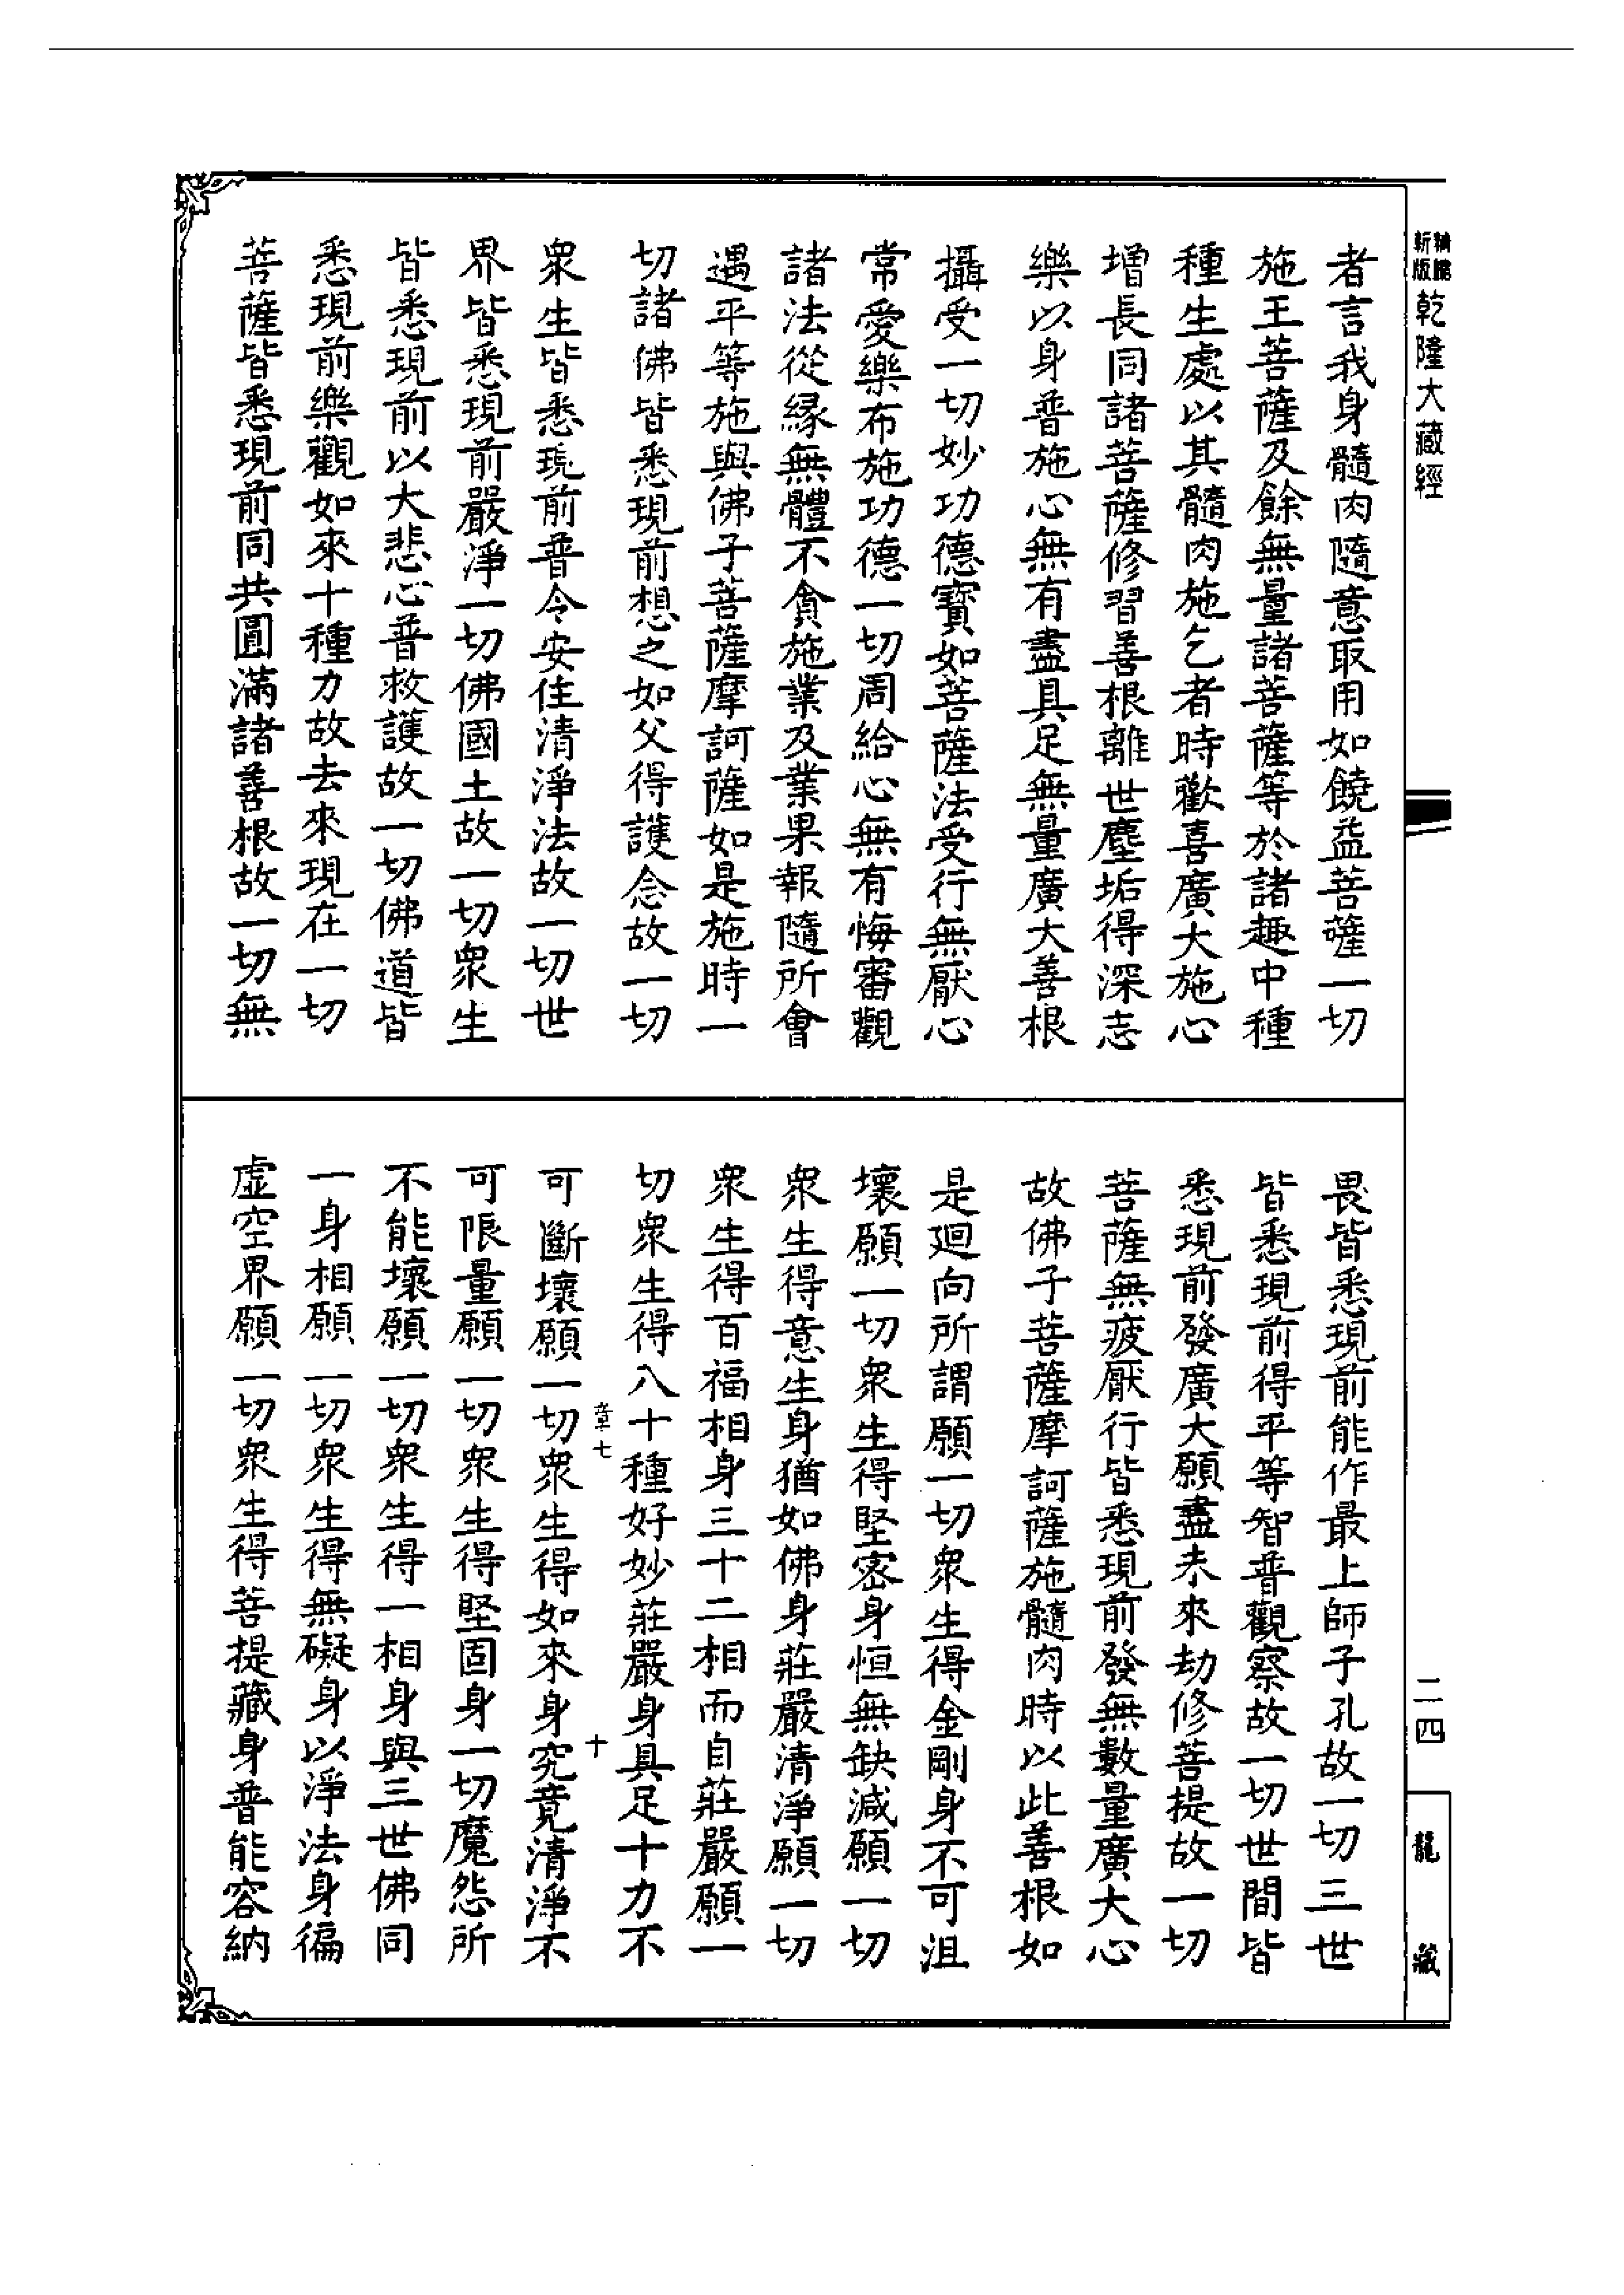 精縮
新版
乾隆大藏經
者言我身髓肉隨意取用如饒益菩薩一切
施王菩薩及餘無量諸菩薩等於諸趣中種
種生處以其髓肉施乞者時歡喜廣大施心
增長同諸菩薩修習善根離世塵垢得深志
樂以身普施心無有盡具足無量廣大善根
攝受一切妙功德寶如菩薩法受行無厭心
常愛樂布施功德一切周給心無有悔審觀
諸法從緣無體不貪施業及業果報隨所會
遇平等施與佛子菩薩摩訶薩如是施時一
切諸佛皆悉現前想之如父得護念故一切
衆生皆悉現前普令安住清淨法故一切世
界皆悉現前嚴淨一切佛國土故一切衆生
皆悉現前以大悲心普救護故一切佛道皆
悉現前樂觀如來十種力故去來現在一切
菩薩皆悉現前同共圓滿諸善根故一切無
畏皆悉現前能作最上師子孔故一切三世
皆悉現前得平等智普觀察故一切世間皆
悉現前發廣大願盡未來劫修菩提故一切
菩薩無疲厭行皆悉現前發無數量廣大心
故佛子菩薩摩訶薩施髓肉時以此善根如
是迴向所謂願一切衆生得金剛身不可沮
壞願一切衆生得堅密身恒無缺減願一切
衆生得意生身猶如佛身莊嚴清淨願一切
衆生得百福相身三十二相而自莊嚴願一
切衆生得八十種好妙莊嚴身具足十力不
章七 十
可斷壞願一切衆生得如來身究竟清淨不
可限量願一切衆生得堅固身一切魔怨所
不能壞願一切衆生得一相身與三世佛同
一身相願一切衆生得無礙身以淨法身徧
虛空界願一切衆生得菩提藏身普能容納
二四
龍藏